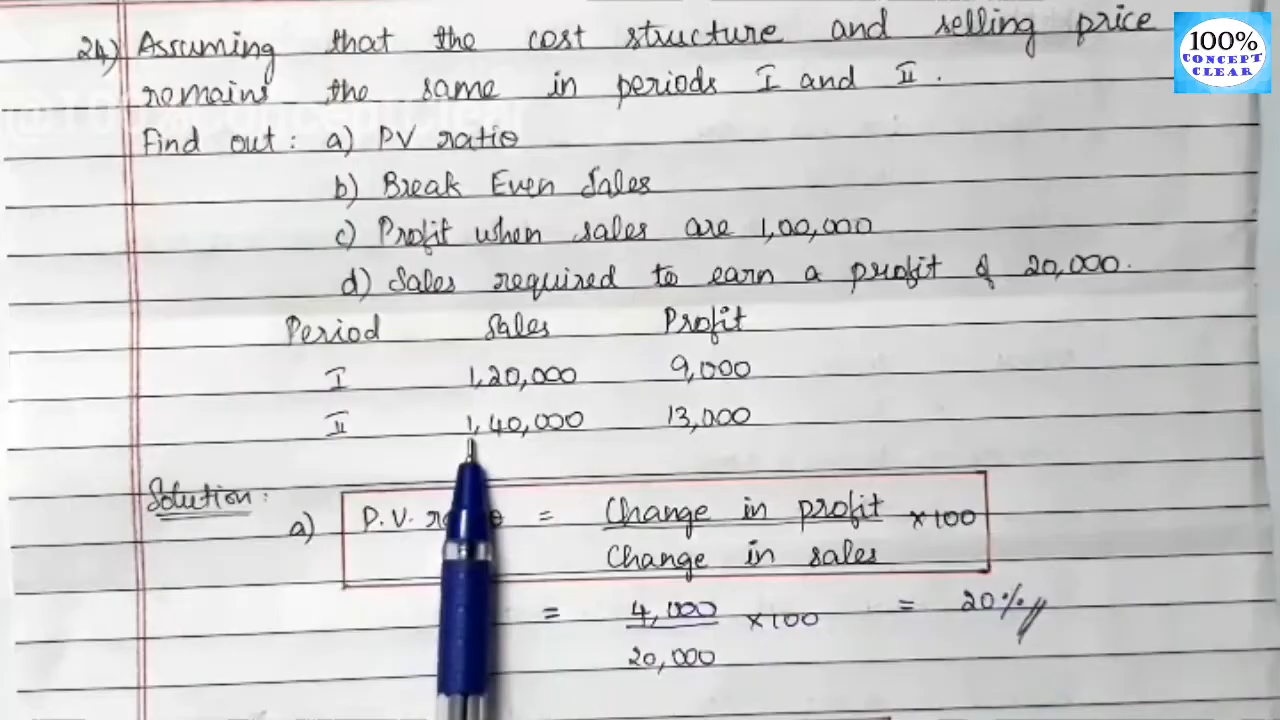 24) Assuming that the cost structure and selling price
remains the same in periods I and II.
Find out: a) PV ratio
b) Break Even Sales
c) Profit when sales are 1,00,000
d) Sales required to earn a profit of 20,000.
Period Sales Profit
I 1,20,000 9,000
II 1,40,000 13,000
Solution:
a) P.V. = Change in profit ×100
Change in sales
= 4,000 ×100 = 20%
20,000
100%
CONCEPT
CLEAR